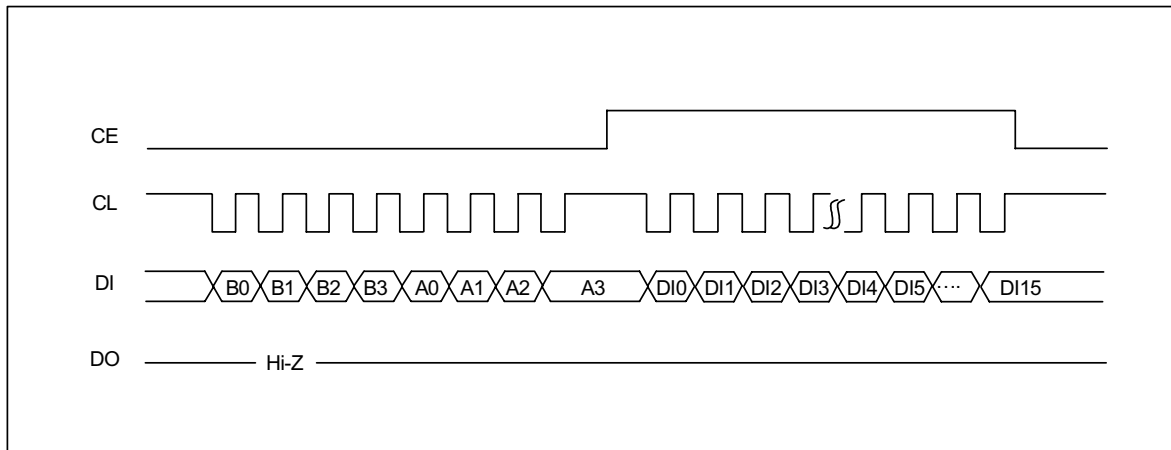 CE
CL
DI B0 B1 B2 B3 A0 A1 A2 A3 DI0 DI1 DI2 DI3 DI4 DI5 ···· DI15
DO Hi-Z